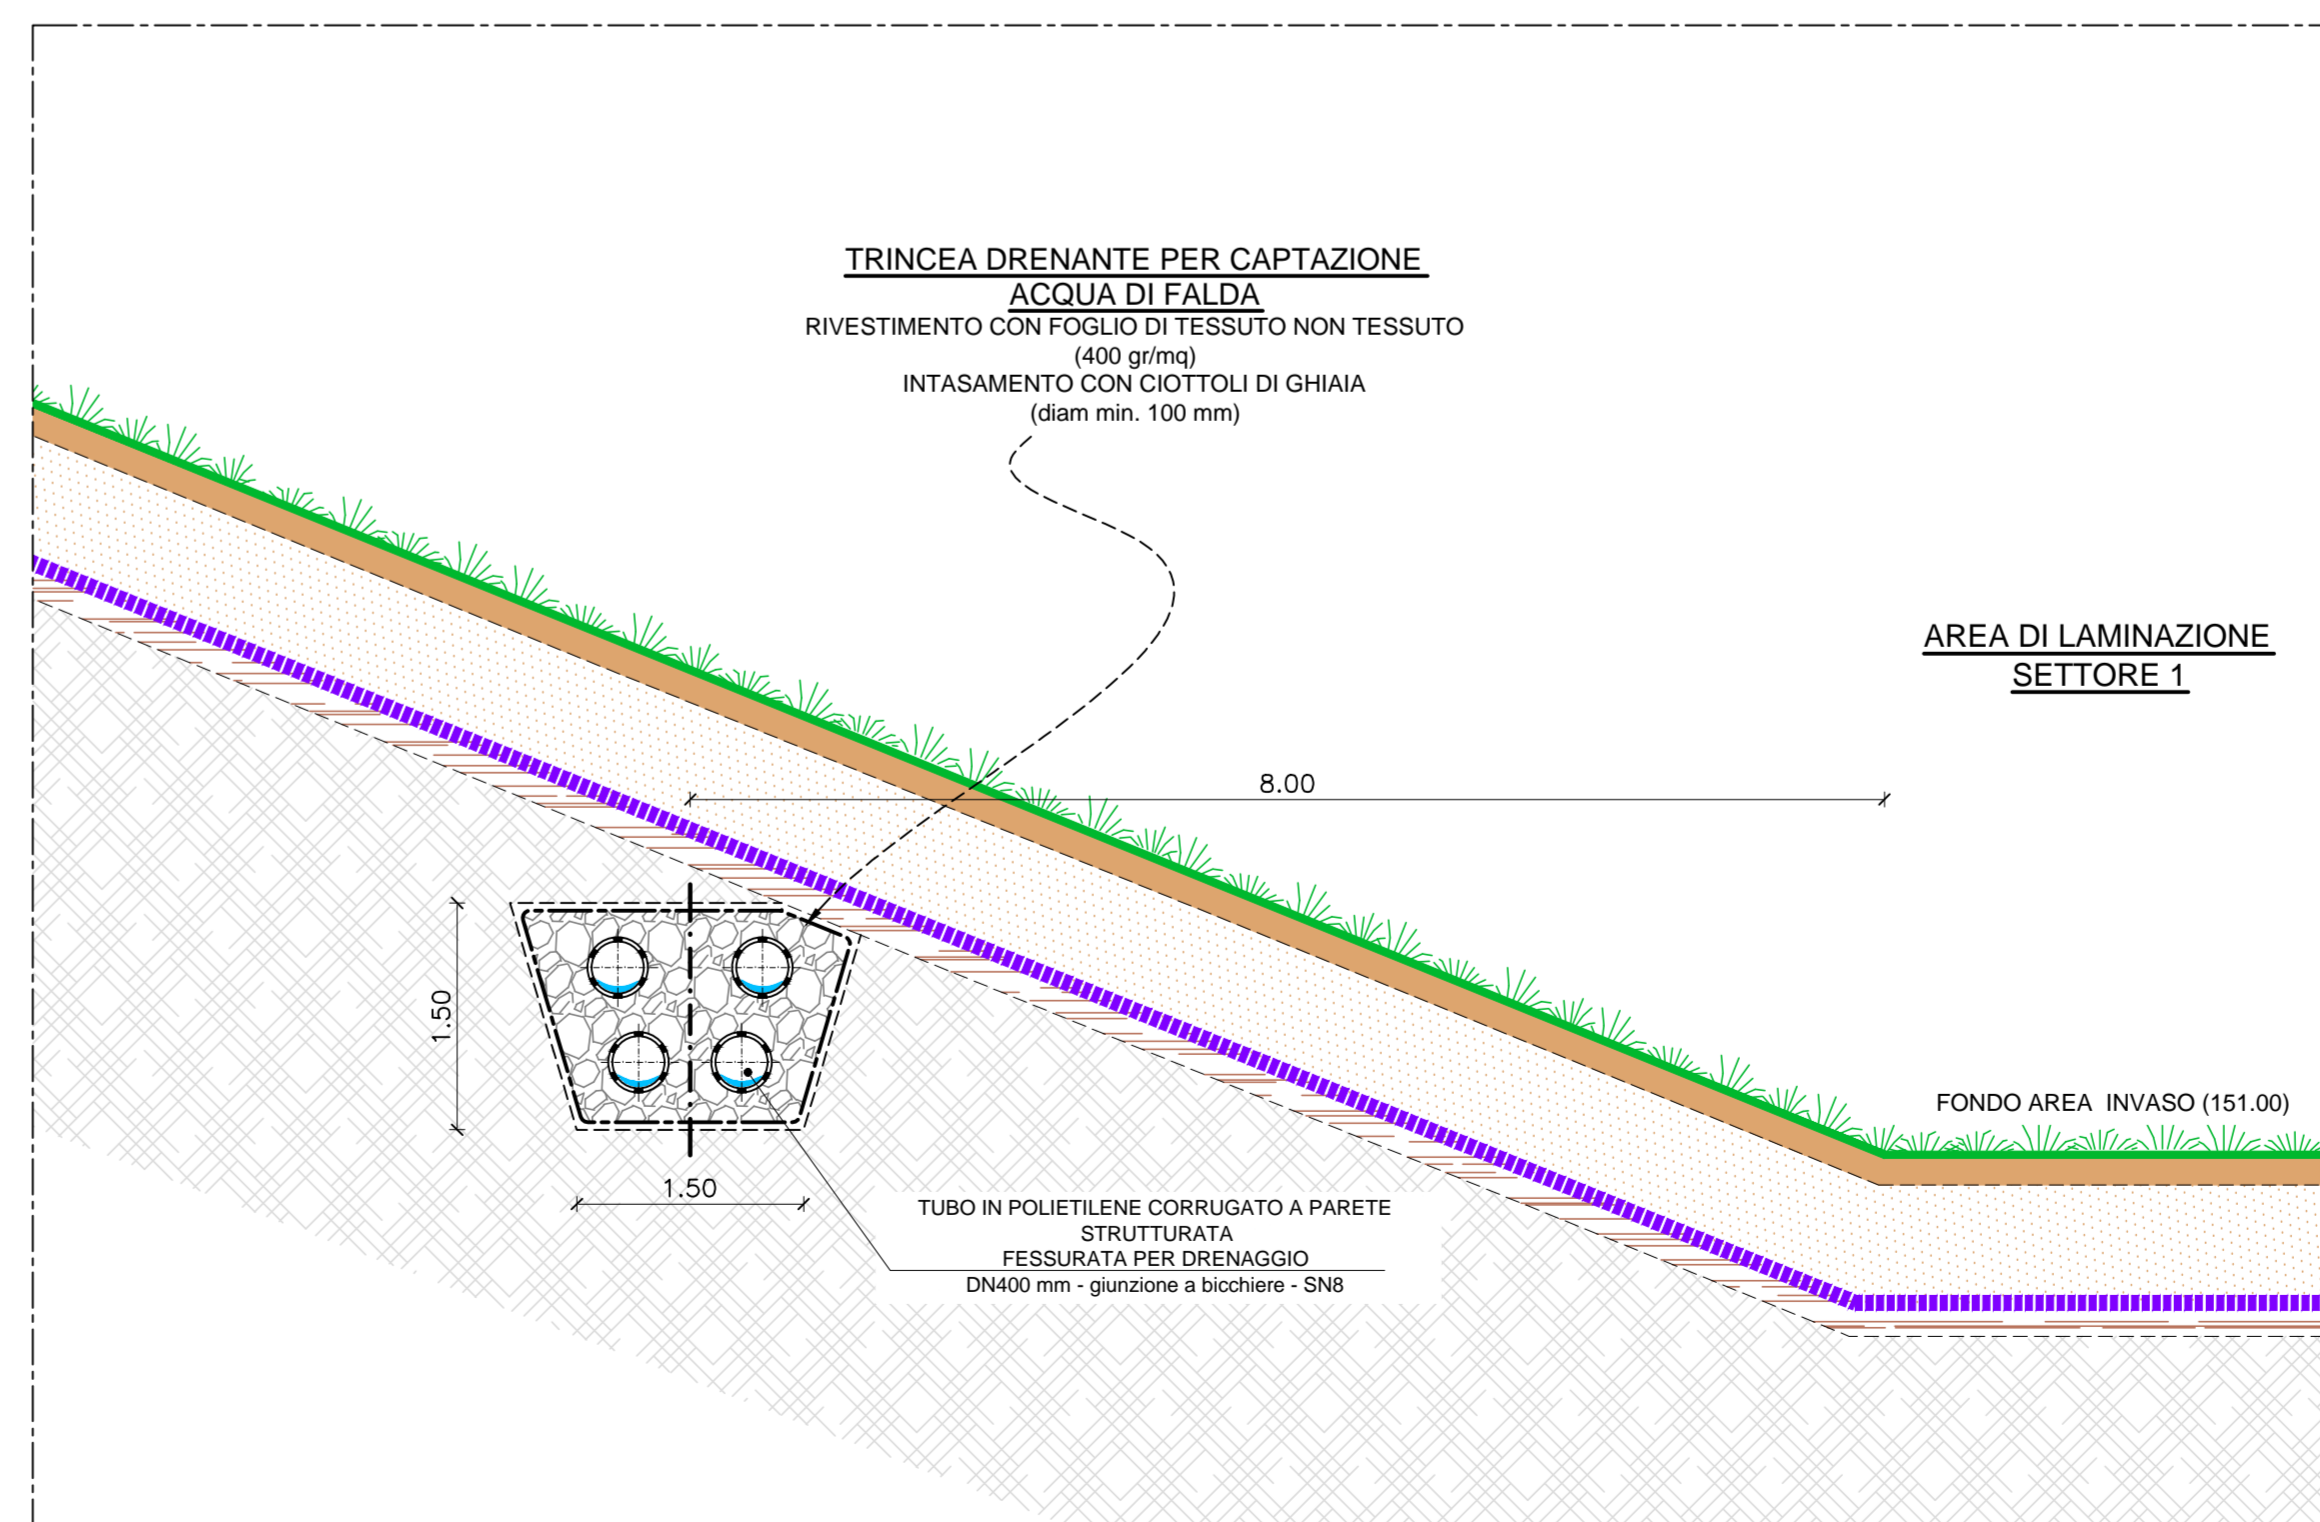 TRINCEA DRENANTE PER CAPTAZIONE
ACQUA DI FALDA
RIVESTIMENTO CON FOGLIO DI TESSUTO NON TESSUTO
(400 gr/mq)
INTASAMENTO CON CIOTTOLI DI GHIAIA
(diam min. 100 mm)
AREA DI LAMINAZIONE
SETTORE 1
8.00
1.50
FONDO AREA  INVASO (151.00)
1.50
TUBO IN POLIETILENE CORRUGATO A PARETE
STRUTTURATA
FESSURATA PER DRENAGGIO
DN400 mm - giunzione a bicchiere - SN8